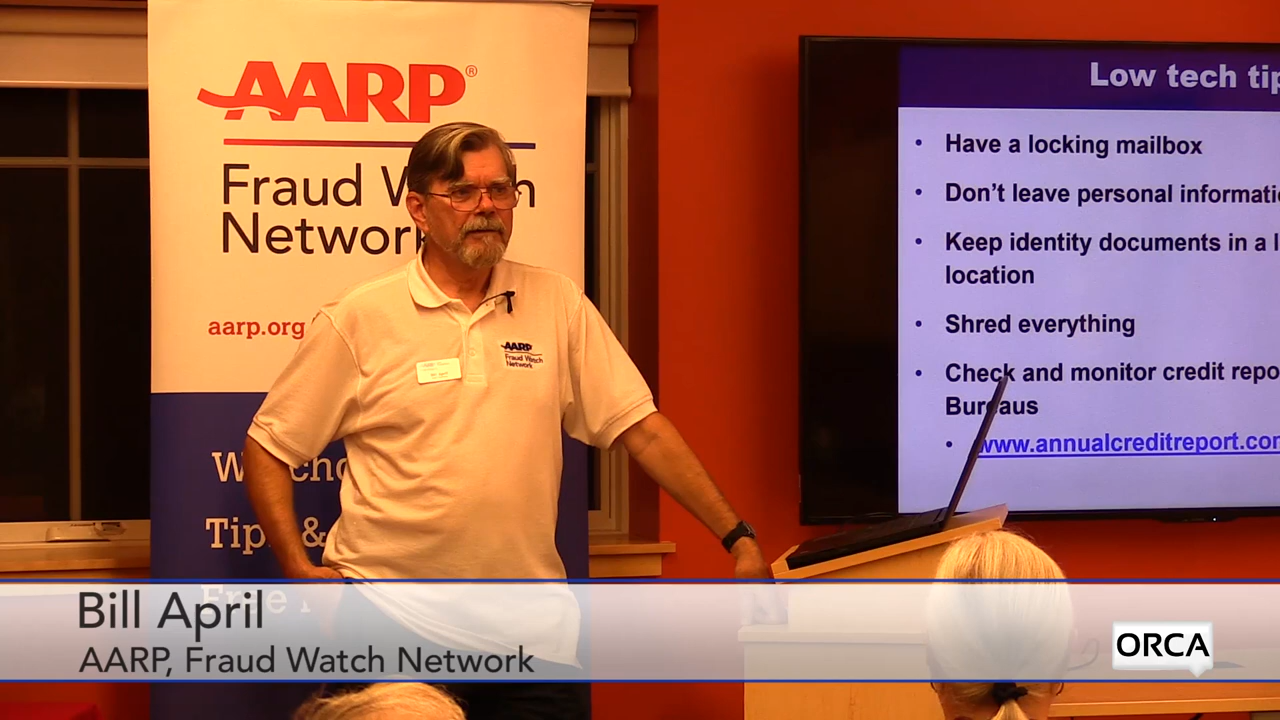 AARP®
Fraud W
Network
aarp.org
Tip &
AARP
Fraud Watch
Network
Low tech tip
• Have a locking mailbox
• Don't leave personal informati
• Keep identity documents in a l
location
• Shred everything
• Check and monitor credit repo
Bureaus
• www.annualcreditreport.com
Bill April
AARP, Fraud Watch Network
ORCA